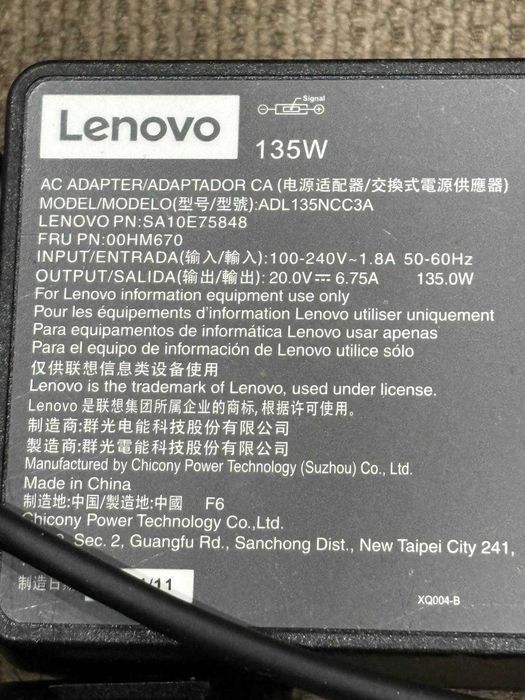 Lenovo
Signal
135W
AC ADAPTER/ADAPTADOR CA (电源适配器/交換式電源供應器)
MODEL/MODELO(型号/型號):ADL135NCC3A
LENOVO PN:SA10E75848
FRU PN:00HM670
INPUT/ENTRADA(输入/輸入):100-240V~1.8A 50-60Hz
OUTPUT/SALIDA(输出/輸出): 20.0V⎓ 6.75A 135.0W
For Lenovo information equipment use only
Pour les équipements d'information Lenovo utiliser uniquement
Para equipamentos de informática Lenovo usar apenas
Para el equipo de información de Lenovo utilice sólo
仅供联想信息类设备使用
Lenovo is the trademark of Lenovo, used under license.
Lenovo 是联想集团所属企业的商标, 根据许可使用。
制造商:群光电能科技股份有限公司
製造商:群光電能科技股份有限公司
Manufactured by Chicony Power Technology (Suzhou) Co., Ltd.
Made in China
制造地:中国/製造地:中國 F6
Chicony Power Technology Co.,Ltd.
Sec. 2, Guangfu Rd., Sanchong Dist., New Taipei City 241,
制造日期
/11
XQ004-B